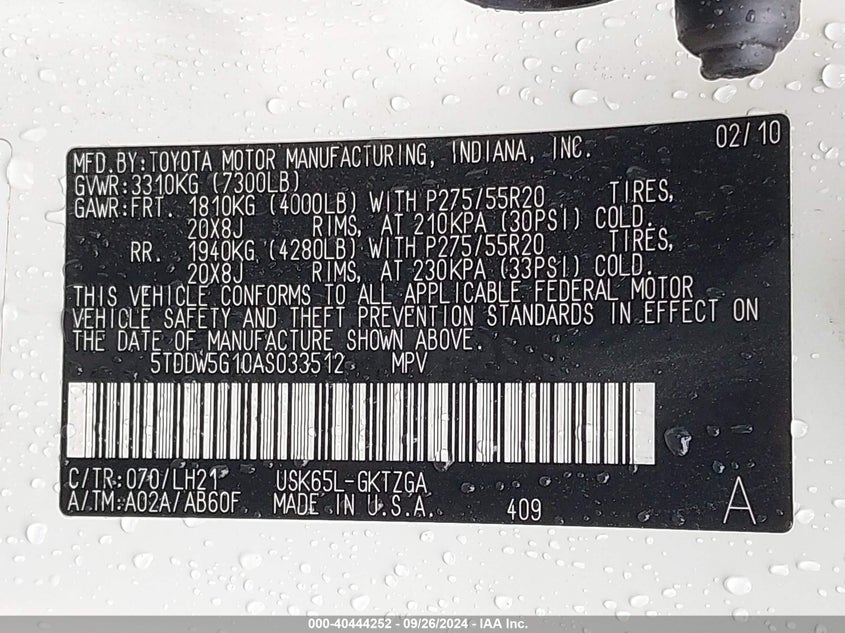 02/10
MFD.BY:TOYOTA MOTOR MANUFACTURING, INDIANA, INC.
GVWR:3310KG (7300LB)
GAWR:FRT. 1810KG (4000LB) WITH P275/55R20 TIRES,
20X8J RIMS, AT 210KPA (30PSI) COLD.
RR. 1940KG (4280LB) WITH P275/55R20 TIRES,
20X8J RIMS, AT 230KPA (33PSI) COLD.
THIS VEHICLE CONFORMS TO ALL APPLICABLE FEDERAL MOTOR
VEHICLE SAFETY AND THEFT PREVENTION STANDARDS IN EFFECT ON
THE DATE OF MANUFACTURE SHOWN ABOVE.
5TDDW5G10AS033512 MPV
C/TR:070/LH21 USK65L-GKTZGA
A/TM:A02A/AB60F MADE IN U.S.A. 409 A
000-40444252 - 09/26/2024 - IAA Inc.